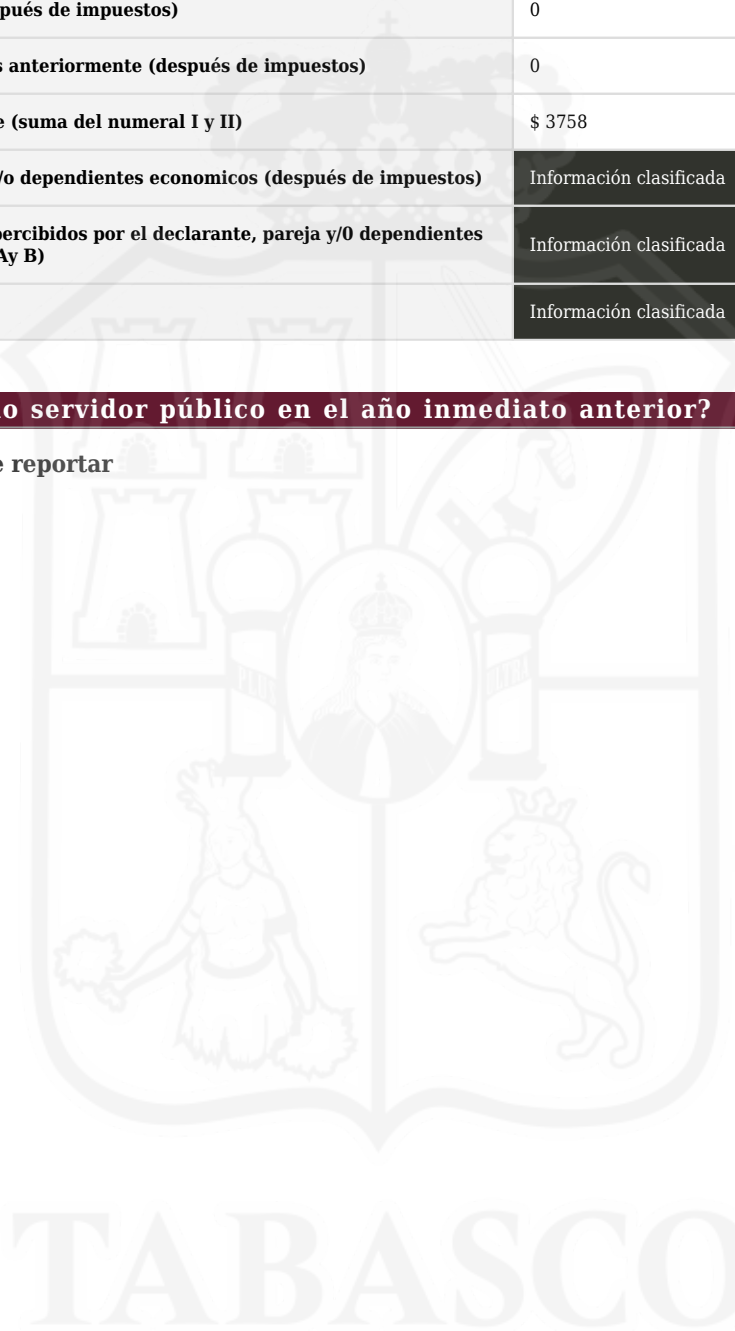 pués de impuestos)
0
s anteriormente (después de impuestos)
0
e (suma del numeral I y II)
$ 3758
/o dependientes economicos (después de impuestos)
Información clasificada
percibidos por el declarante, pareja y/0 dependientes
Ay B)
Información clasificada
Información clasificada
o servidor público en el año inmediato anterior?
e reportar
PLUS
ULTRA
TABASCO